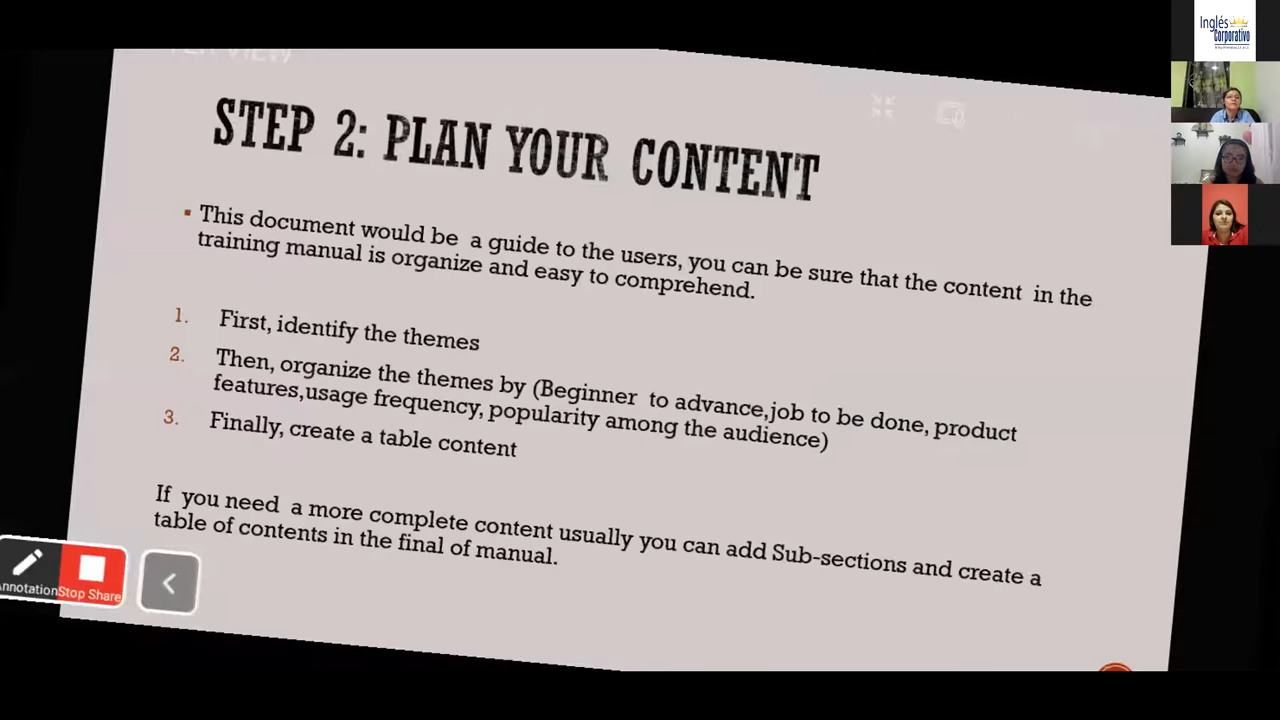 Inglés
Corporativo
STEP 2: PLAN YOUR CONTENT
This document would be a guide to the users, you can be sure that the content in the
training manual is organize and easy to comprehend.
1. First, identify the themes
2. Then, organize the themes by (Beginner to advance,job to be done, product
features,usage frequency, popularity among the audience)
3. Finally, create a table content
If you need a more complete content usually you can add Sub-sections and create a
table of contents in the final of manual.
Annotation
Stop Share